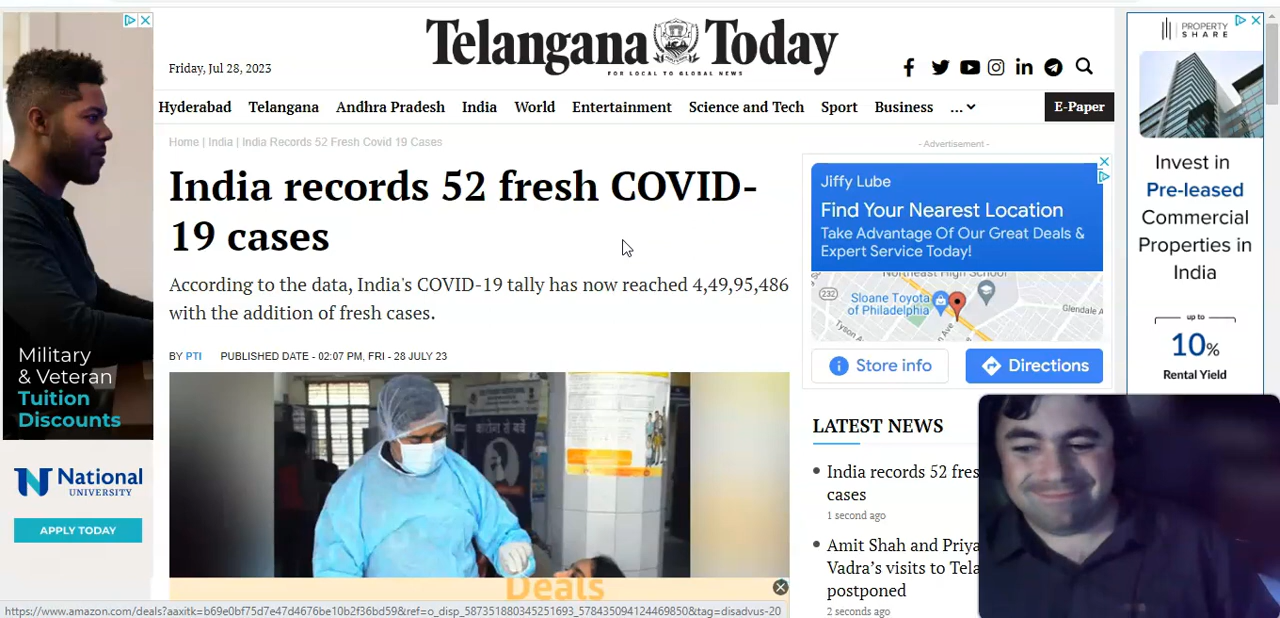 Telangana Today
FOR LOCAL TO GLOBAL NEWS
Friday, Jul 28, 2023
Hyderabad Telangana Andhra Pradesh India World Entertainment Science and Tech Sport Business ... E-Paper
Home | India | India Records 52 Fresh Covid 19 Cases
India records 52 fresh COVID-
19 cases
According to the data, India's COVID-19 tally has now reached 4,49,95,486
with the addition of fresh cases.
BY PTI PUBLISHED DATE - 02:07 PM, FRI - 28 JULY 23
Deals
- Advertisement -
Jiffy Lube
Find Your Nearest Location
Take Advantage Of Our Great Deals &
Expert Service Today!
Northeast High School
232
Sloane Toyota
of Philadelphia
Glendale A
Store info
Directions
LATEST NEWS
India records 52 fres
cases
1 second ago
Amit Shah and Priya
Vadra's visits to Tela
postponed
2 seconds ago
PROPERTY
SHARE
Invest in
Pre-leased
Commercial
Properties in
India
up to
10%
Rental Yield
Military
& Veteran
Tuition
Discounts
National
UNIVERSITY
APPLY TODAY
https://www.amazon.com/deals?aaxitk=b69e0bf75d7e47d4676be10b2f36bd59&ref=o_disp_587351880345251693_578435094124469850&tag=disadvus-20